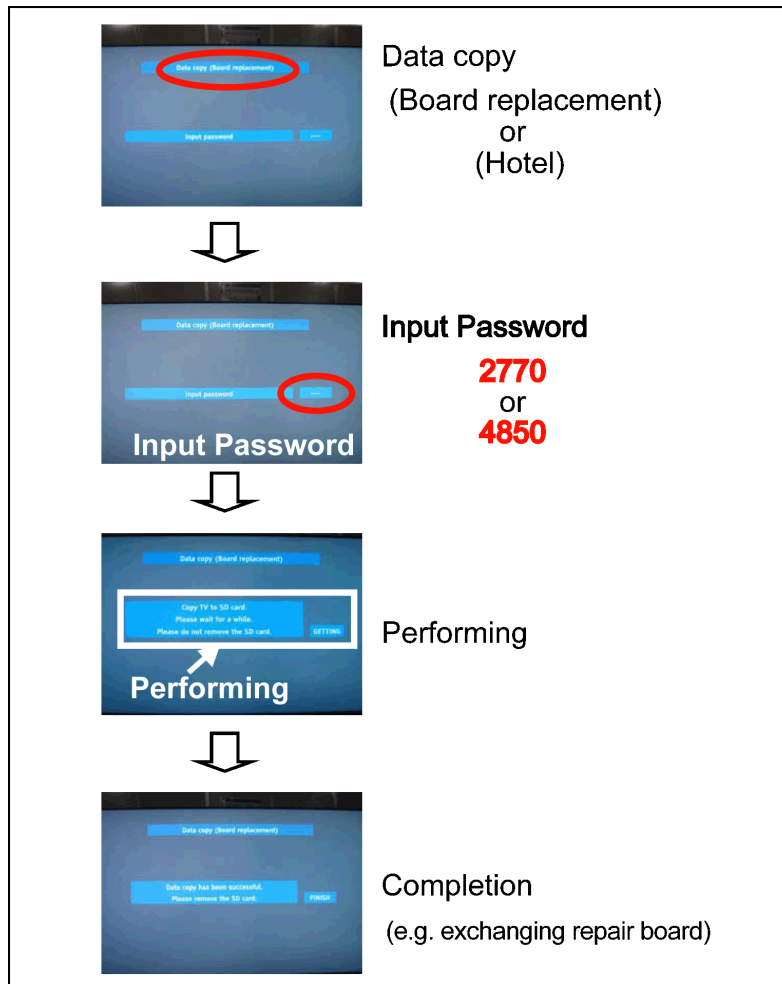 Data copy (Board replacement)
Input password
Data copy
(Board replacement)
or
(Hotel)
Data copy (Board replacement)
Input password
Input Password
Input Password
2770
or
4850
Data copy (Board replacement)
Copy TV to SD card.
Please wait for a while.
Please do not remove the SD card.
GETTING
Performing
Performing
Data copy (Board replacement)
Data copy has been successful.
Please remove the SD card.
FINISH
Completion
(e.g. exchanging repair board)